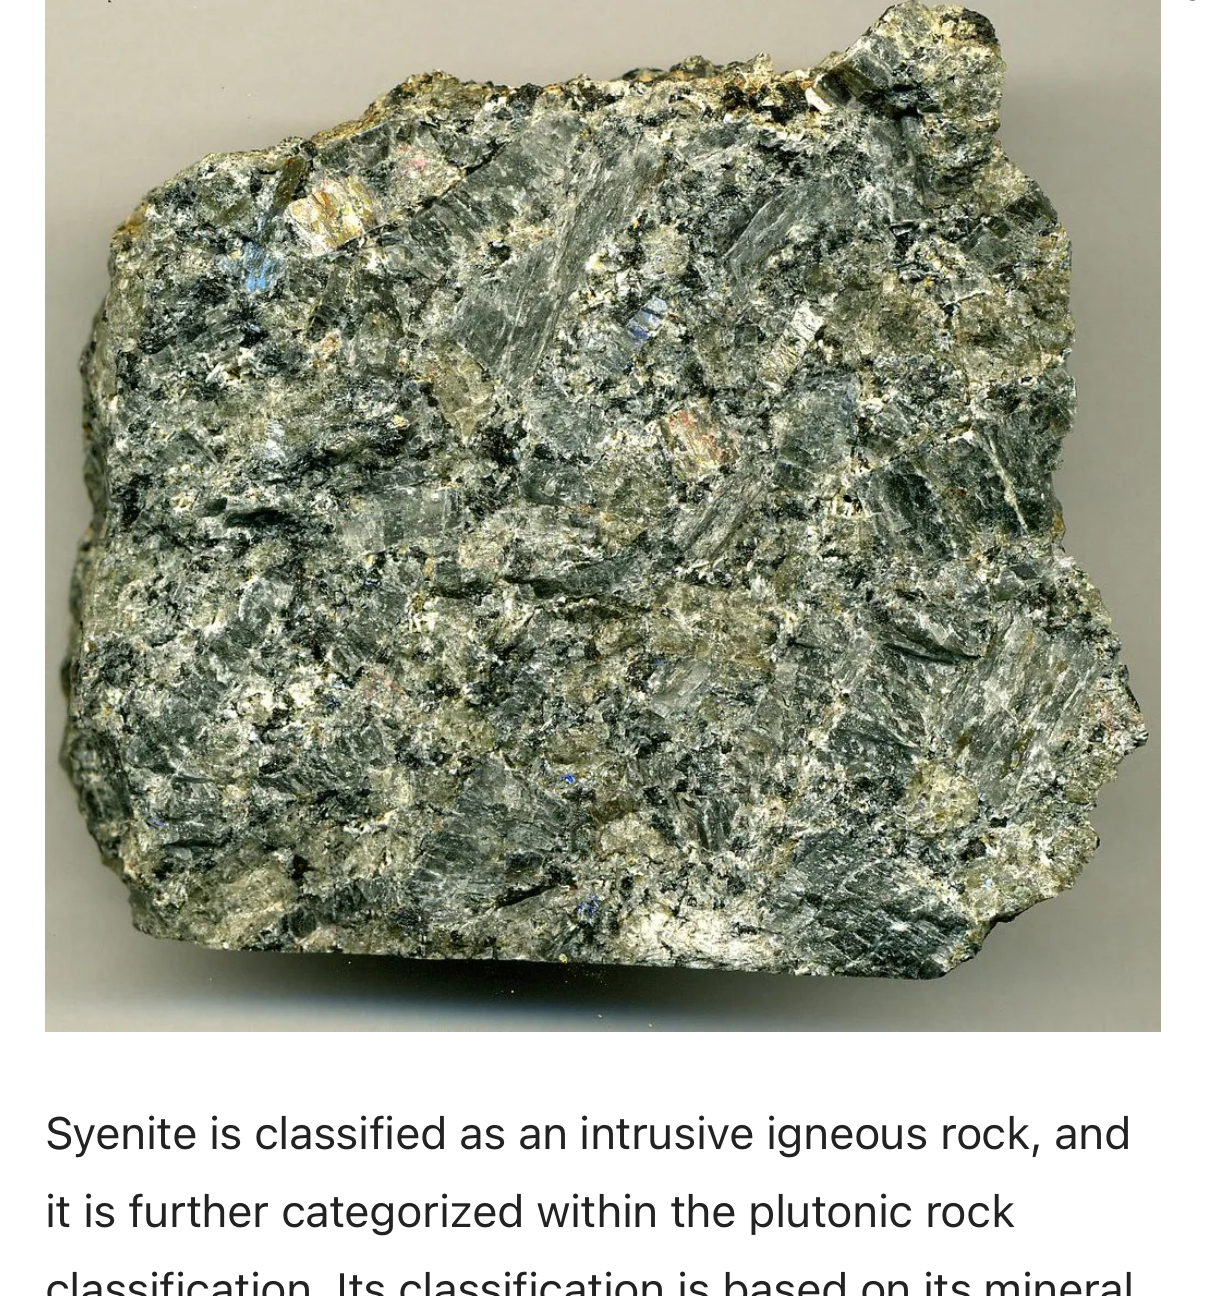 Syenite is classified as an intrusive igneous rock, and
it is further categorized within the plutonic rock
classification. Its classification is based on its mineral